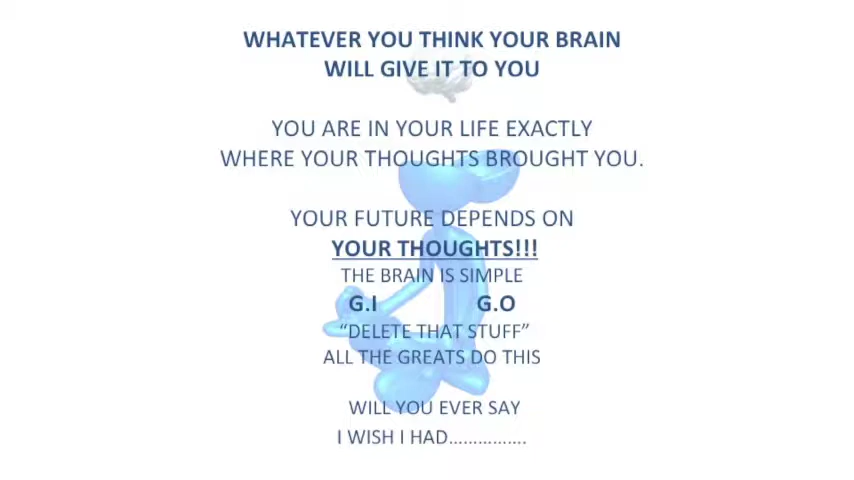 WHATEVER YOU THINK YOUR BRAIN
WILL GIVE IT TO YOU
YOU ARE IN YOUR LIFE EXACTLY
WHERE YOUR THOUGHTS BROUGHT YOU.
YOUR FUTURE DEPENDS ON
YOUR THOUGHTS!!!
THE BRAIN IS SIMPLE
G.I G.O
“DELETE THAT STUFF”
ALL THE GREATS DO THIS
WILL YOU EVER SAY
I WISH I HAD…………….